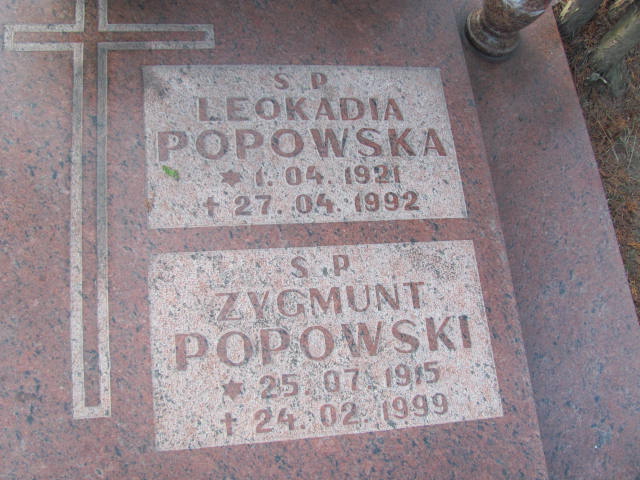 S P
LEOKADIA
POPOWSKA
* 1. 04 1921
✝ 27. 04. 1992
S P
ZYGMUNT
POPOWSKI
* 25. 07 1915
✝ 24. 02. 1999